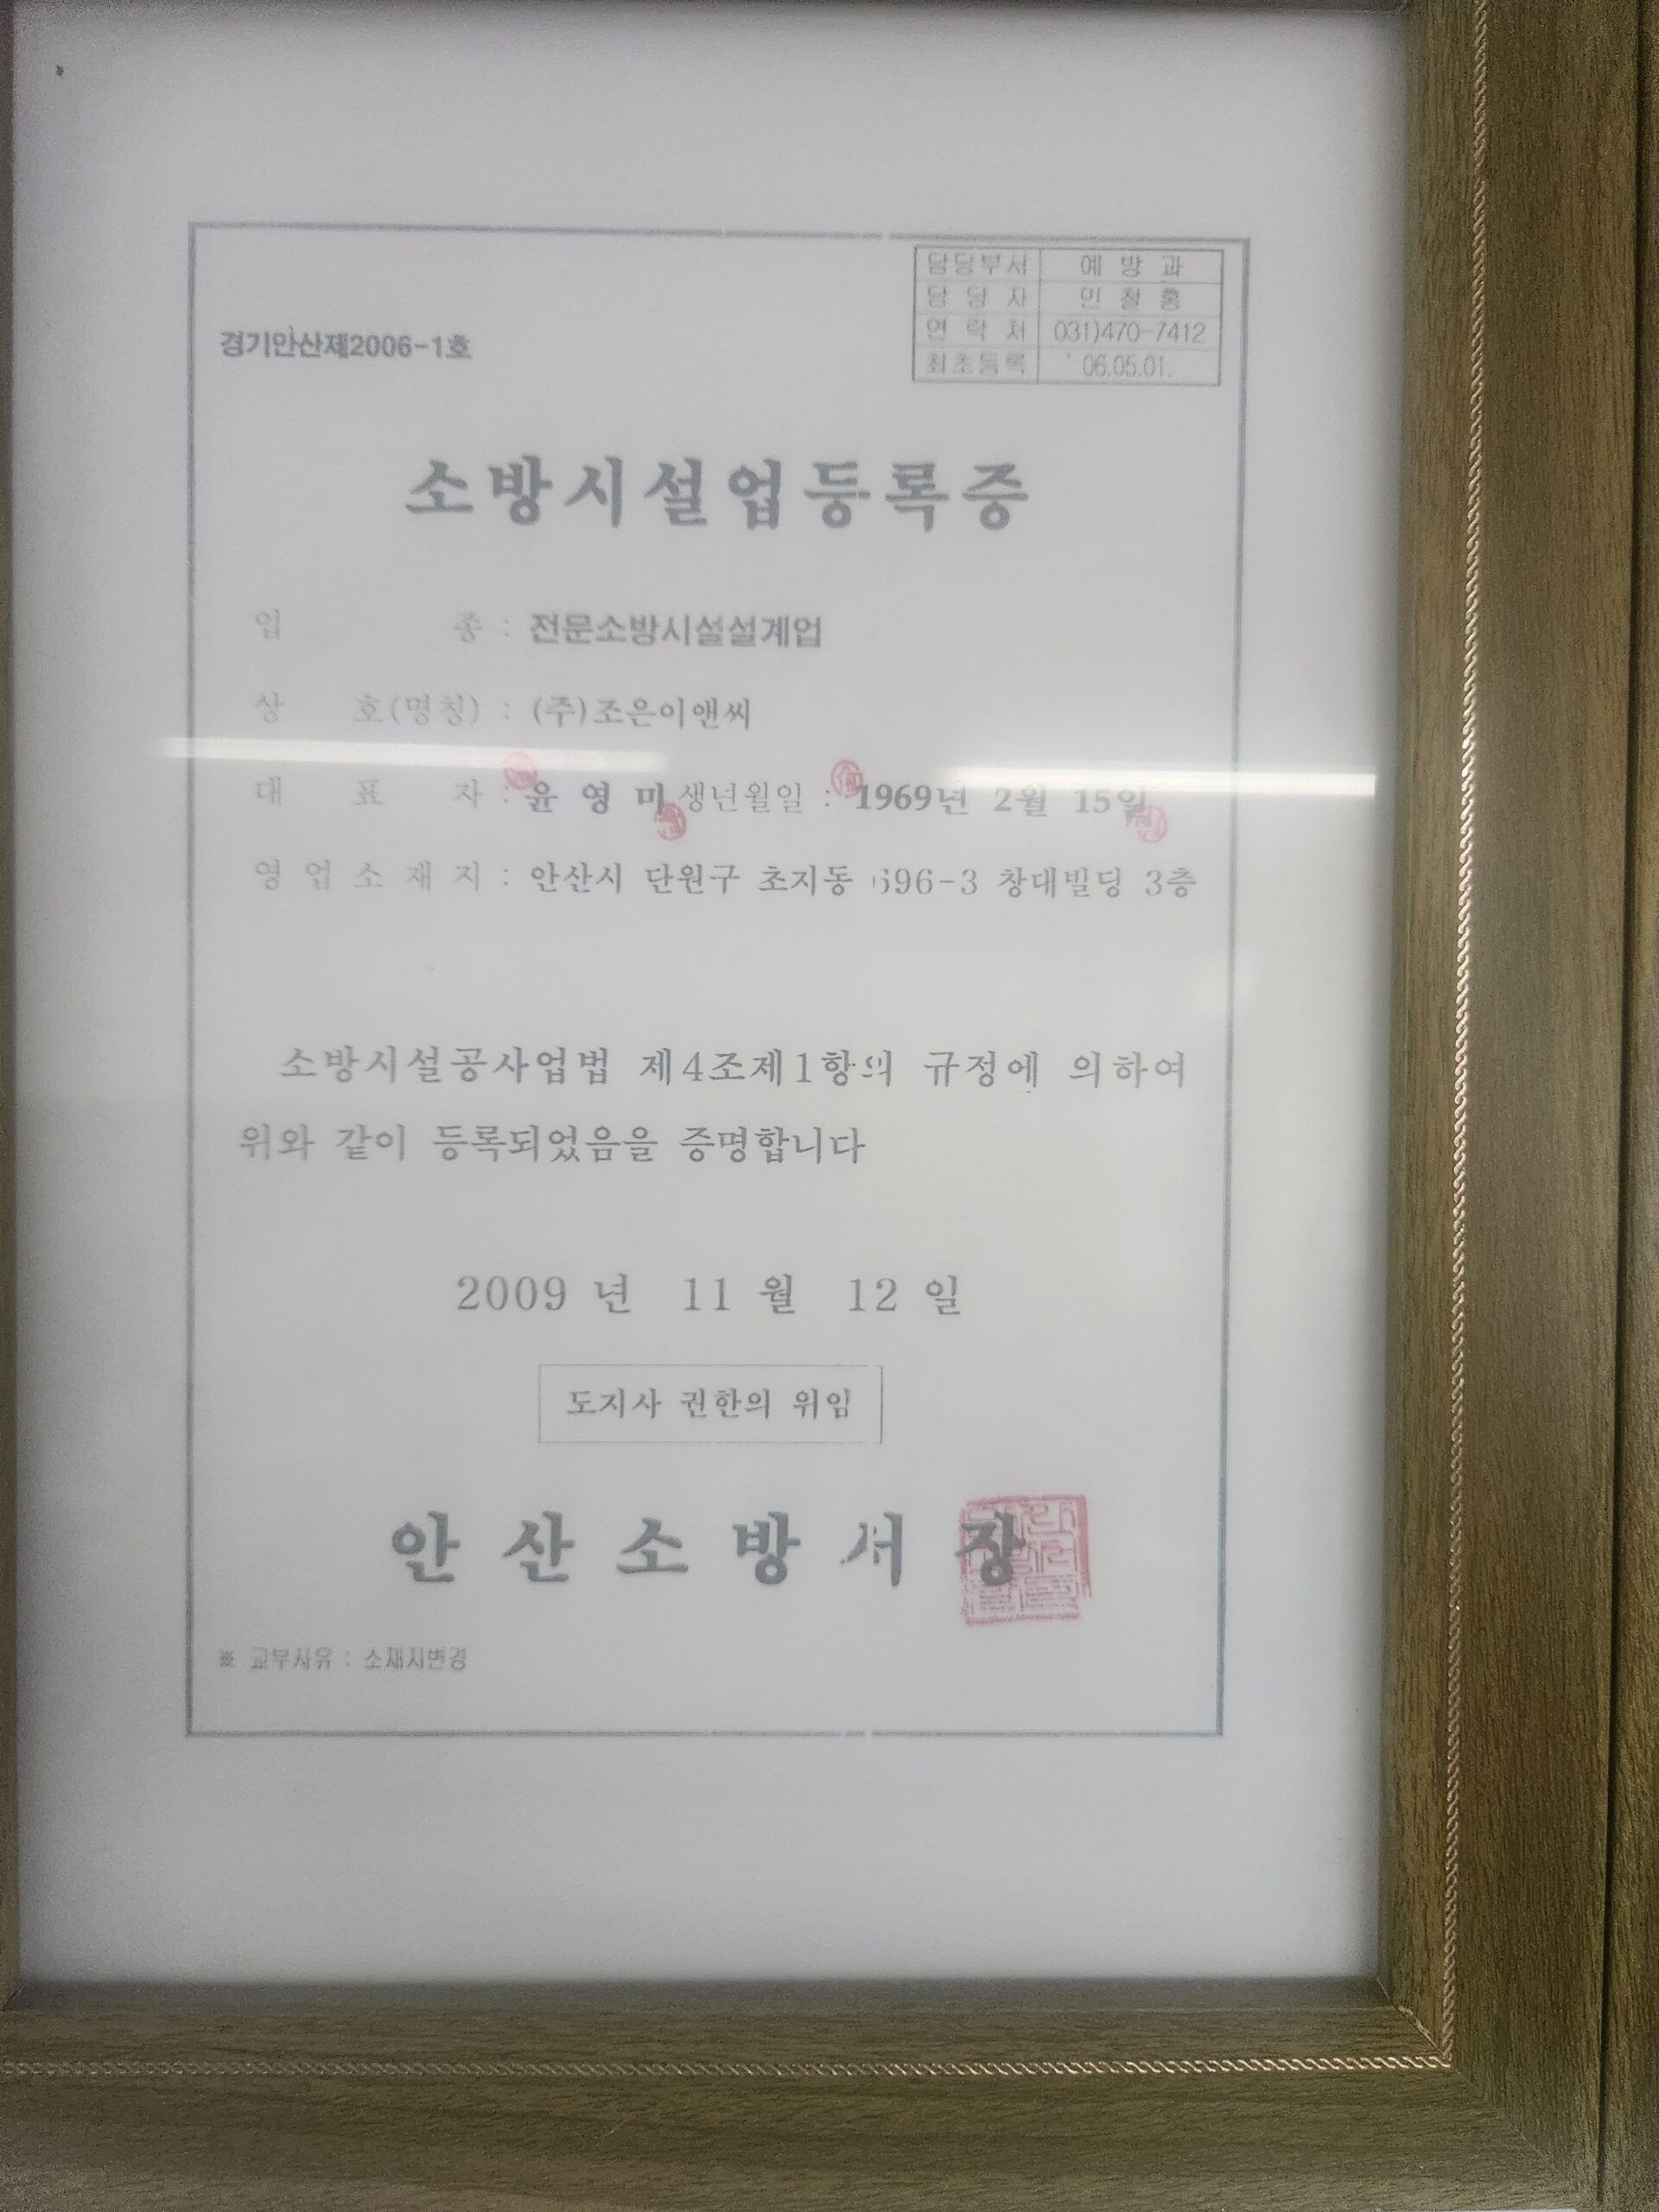 담당부서 예 방 과
담 당 자 민 철 홍
연 락 처 031)470-7412
최초등록 ' 06.05.01.
경기안산제2006-1호
소방시설업등록증
업 종 : 전문소방시설설계업
상 호(명칭) : (주)조은이앤씨
대 표 자 : 윤 영 미 생년월일 : 1969년 2월 15일
영 업 소 재 지 : 안산시 단원구 초지동 696-3 창대빌딩 3층
소방시설공사업법 제4조제1항의 규정에 의하여
위와 같이 등록되었음을 증명합니다
2009 년 11 월 12 일
도지사 권한의 위임
안 산 소 방 서 장
※ 교부사유 : 소재지변경